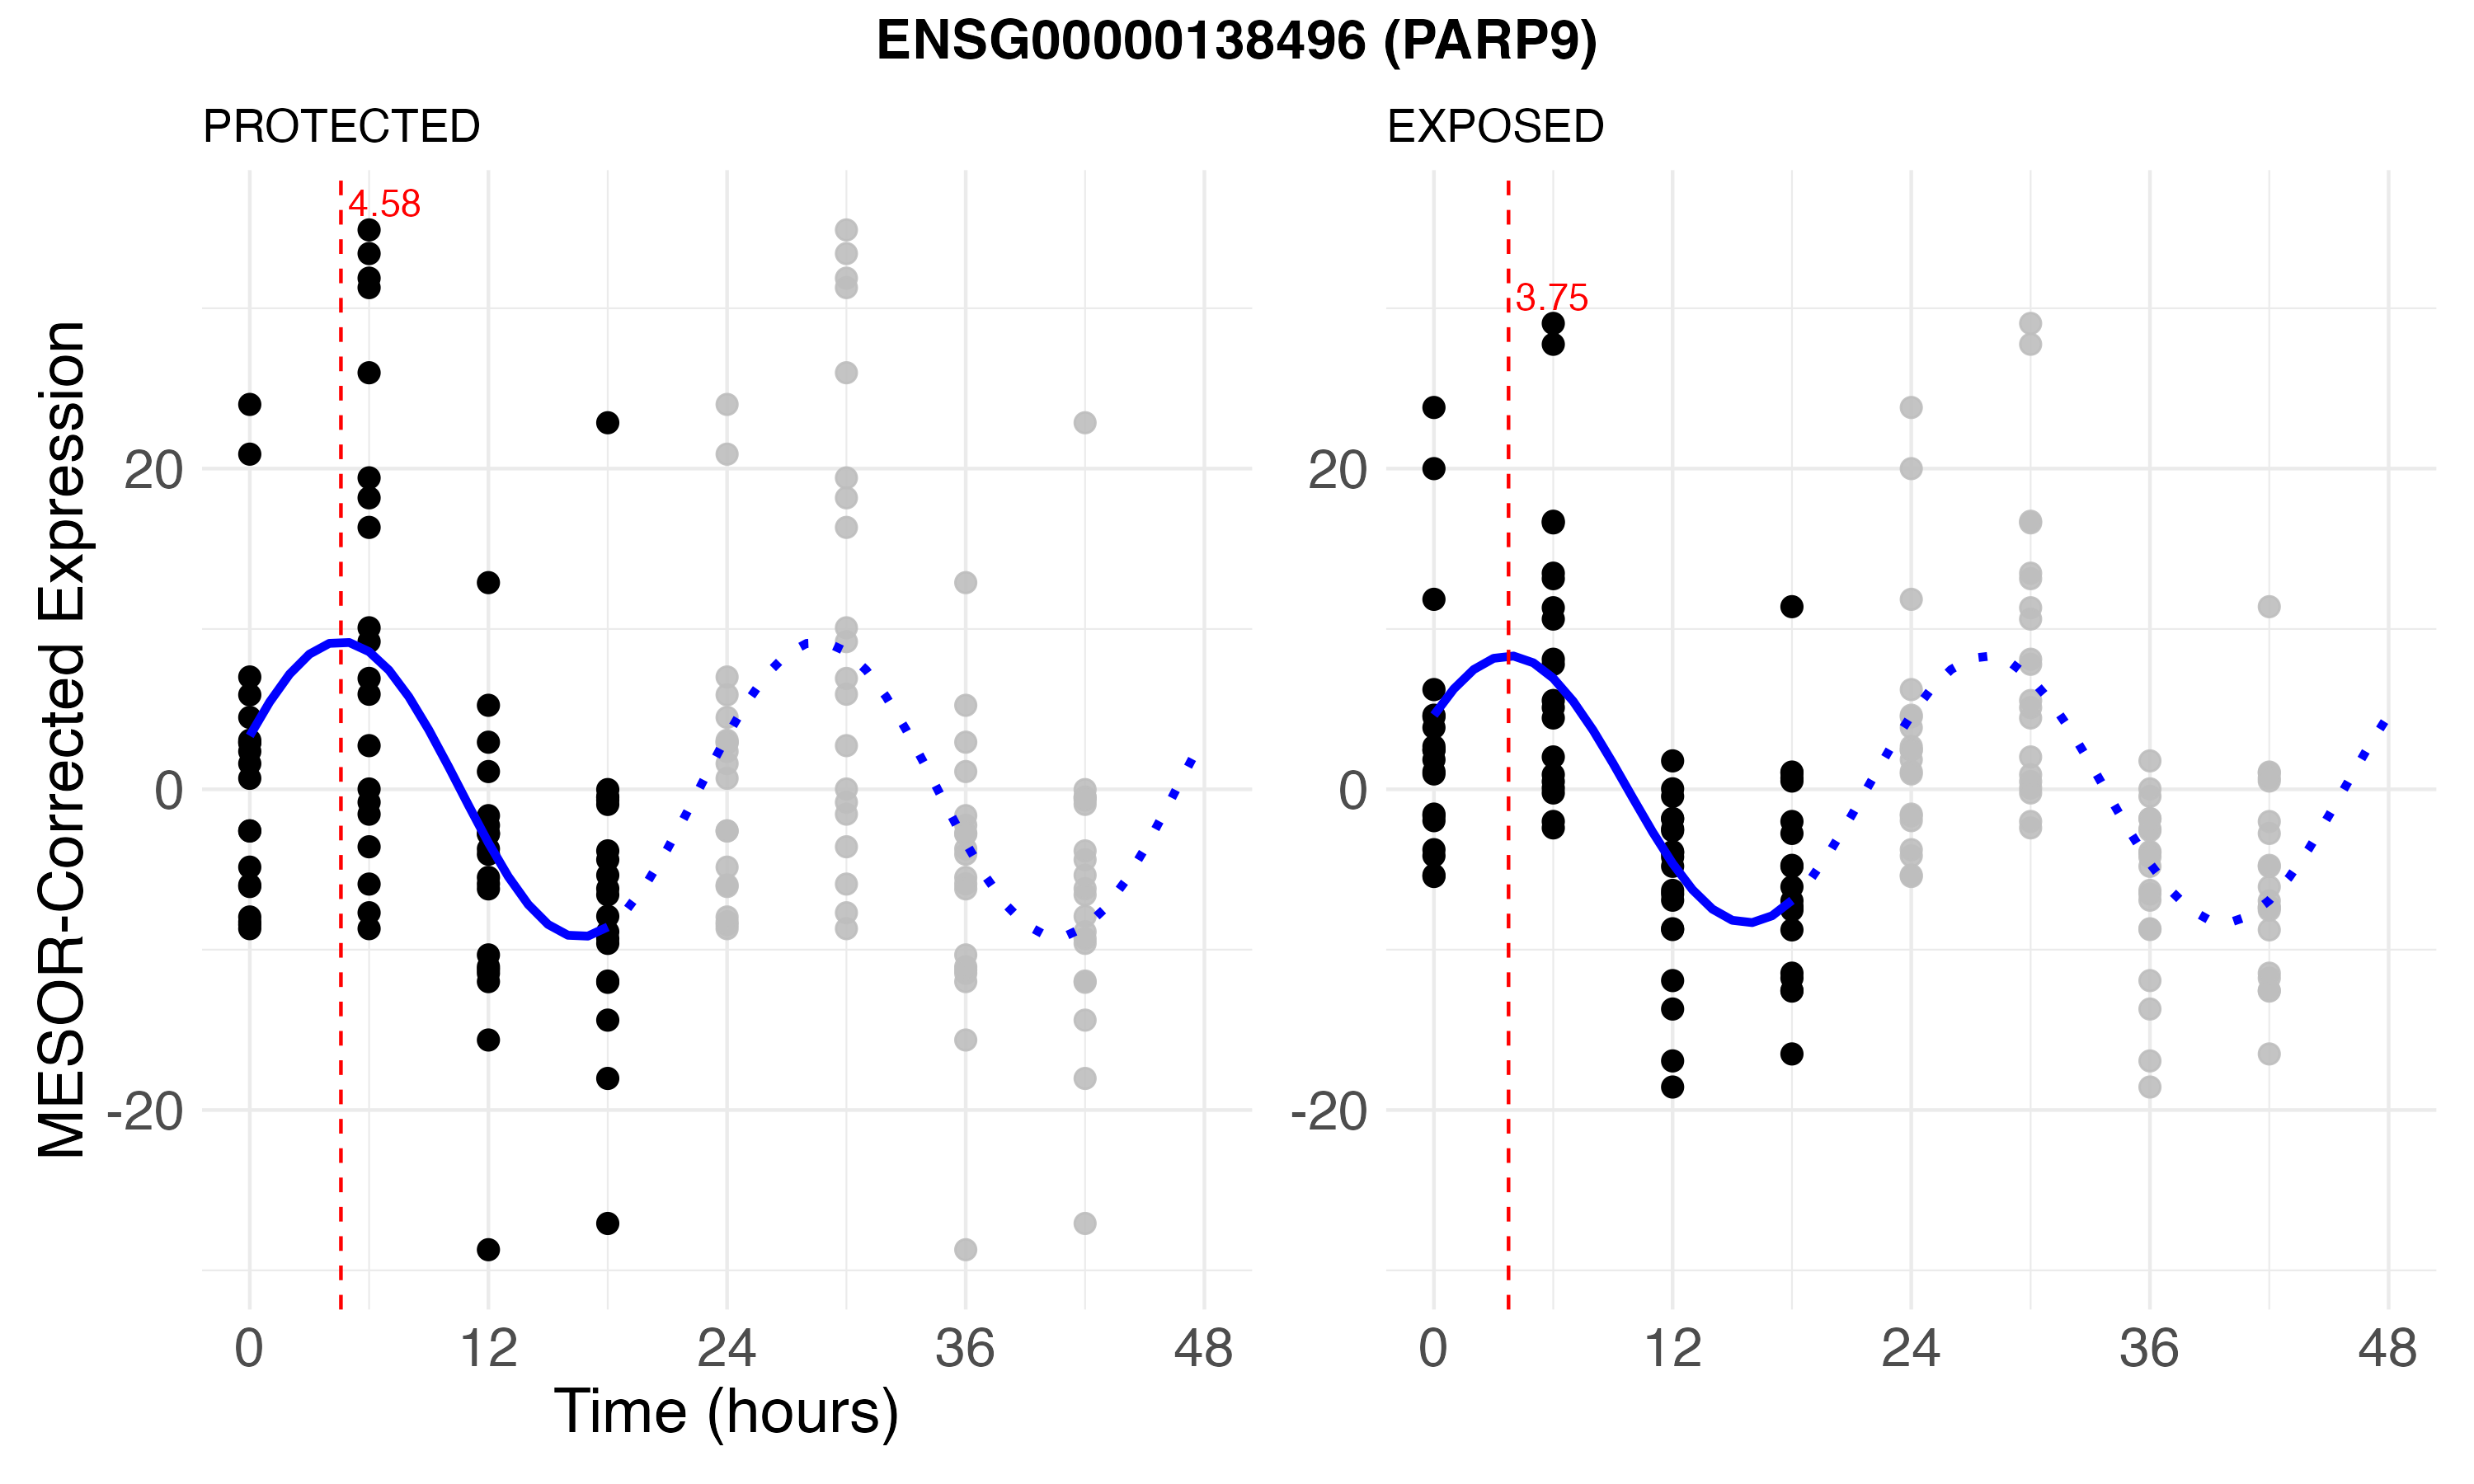 ENSG00000138496 (PARP9)
PROTECTED
EXPOSED
4.58
3.75
MESOR-Corrected Expression
20
0
-20
20
0
-20
0 12 24 36 48
0 12 24 36 48
Time (hours)